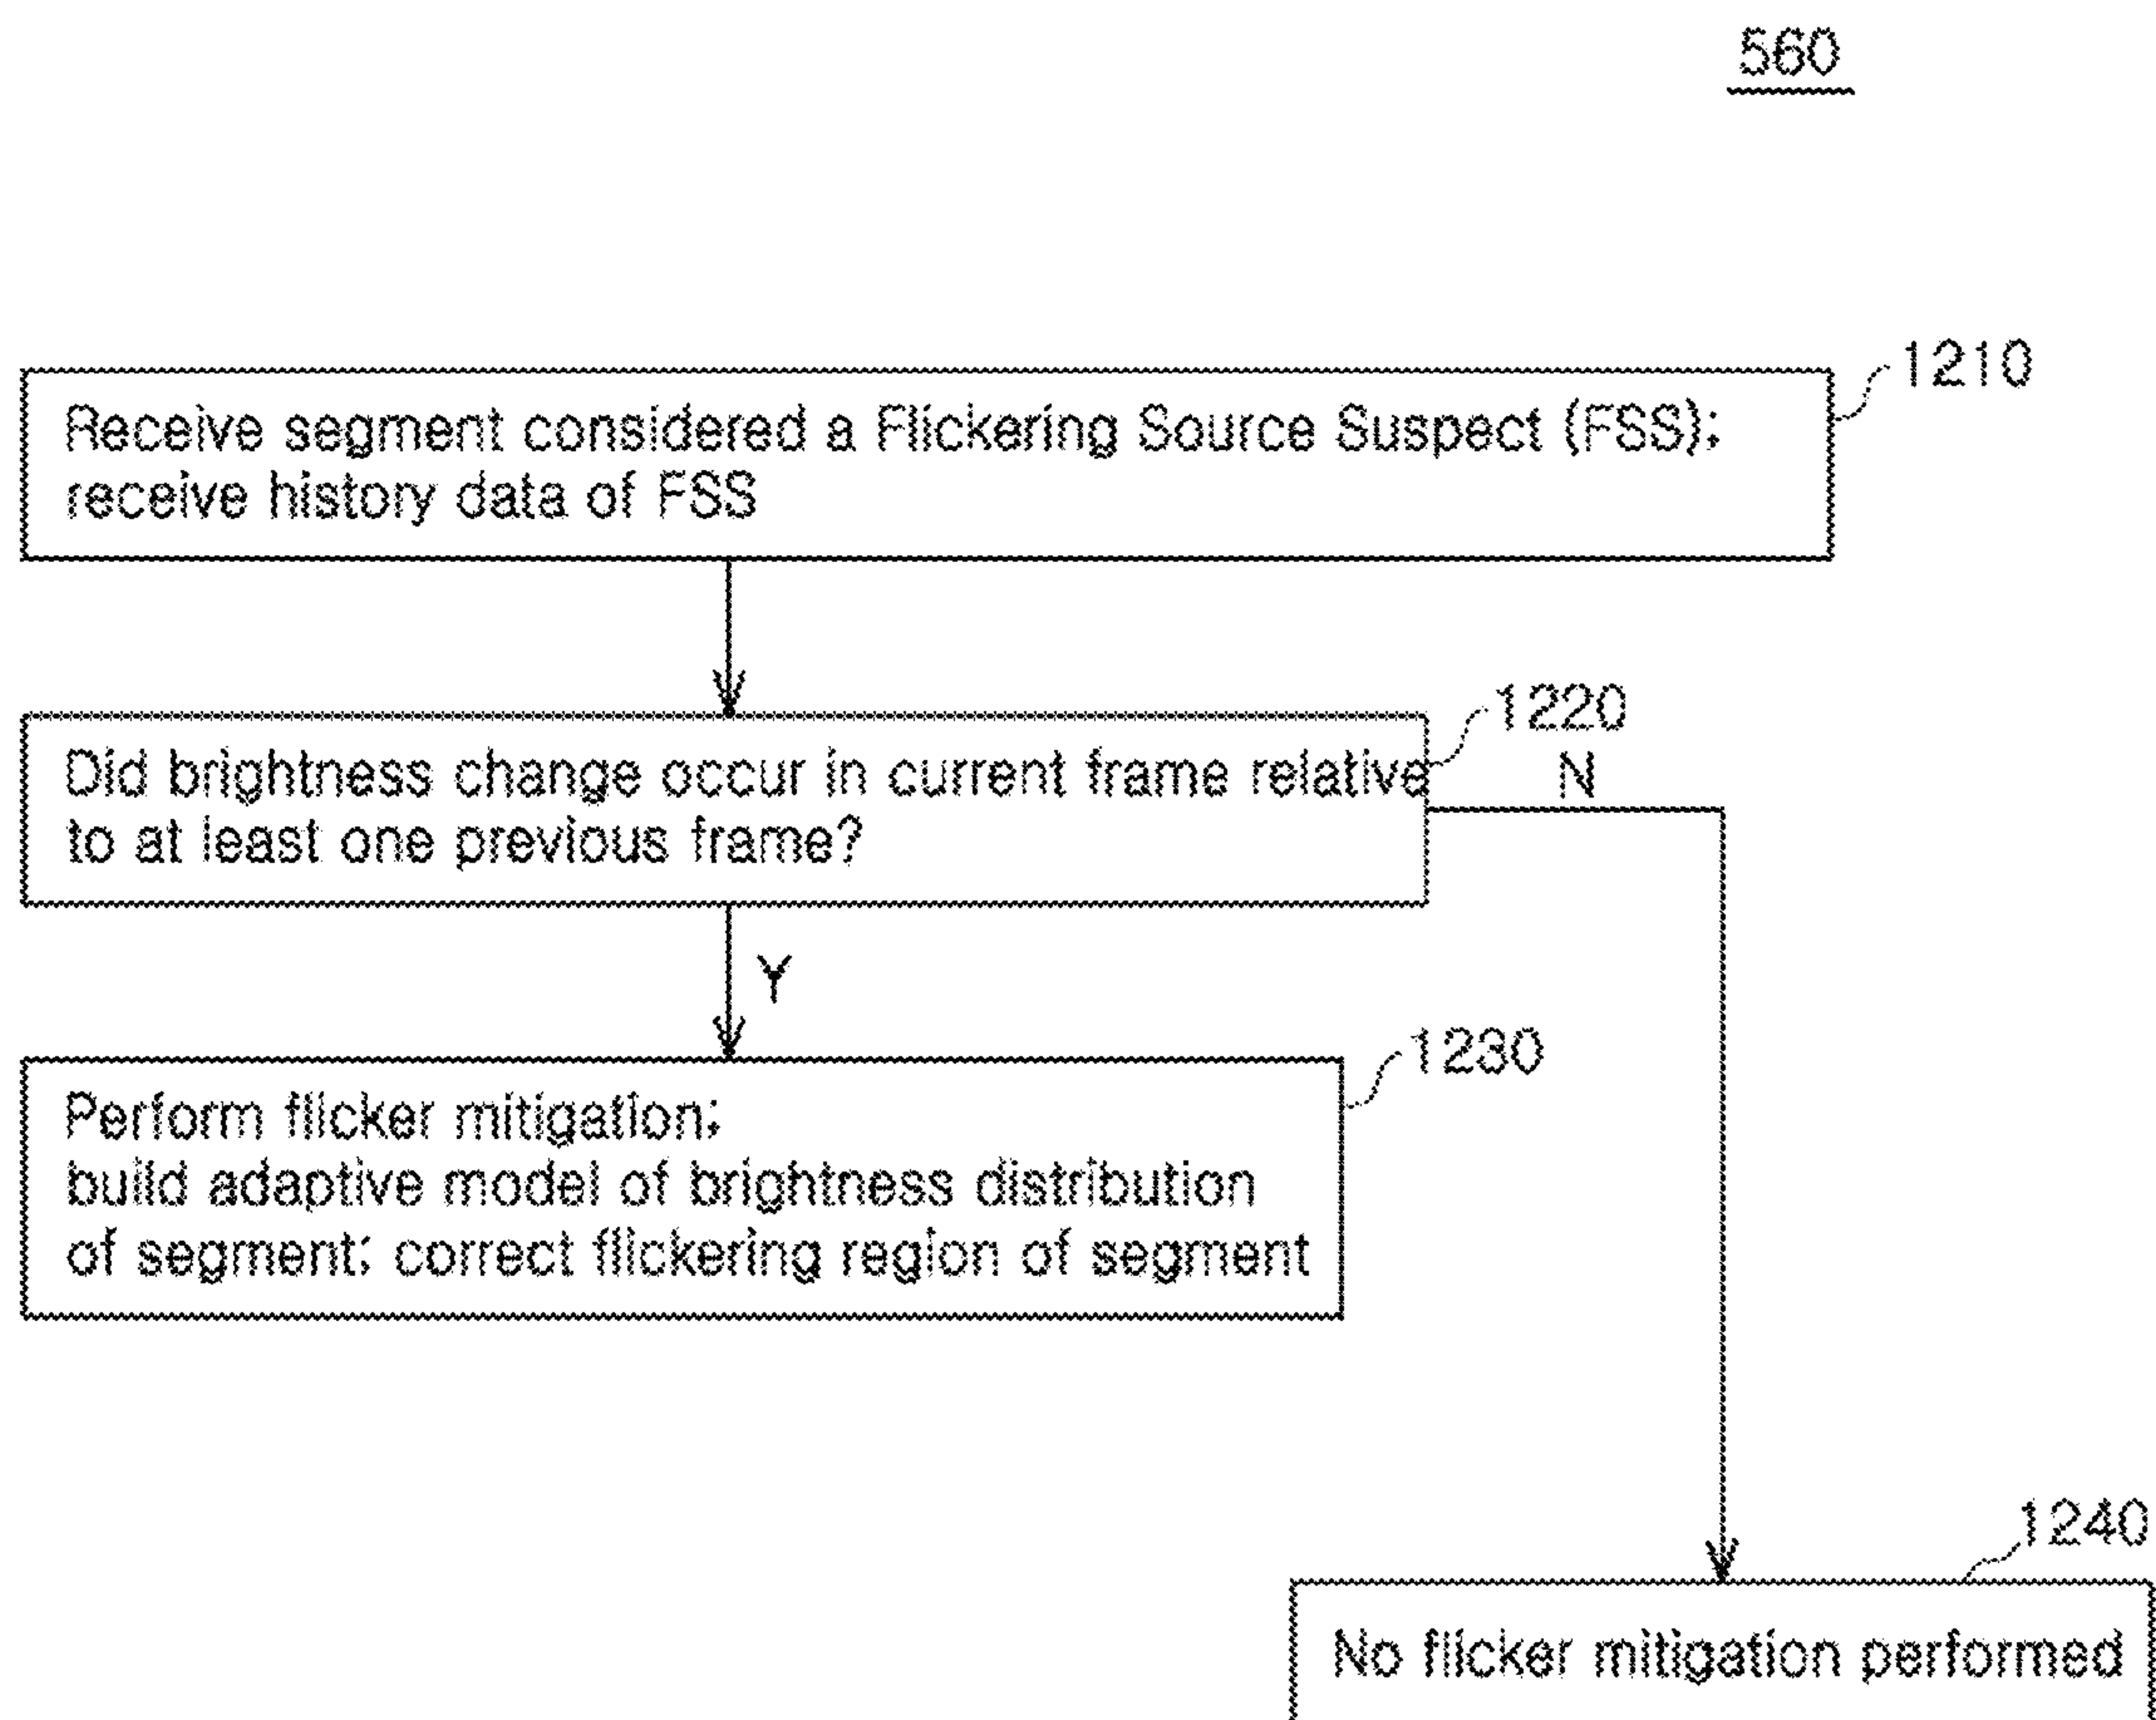 560
1210
Receive segment considered a Flickering Source Suspect (FSS);
receive history data of FSS
1220
Did brightness change occur in current frame relative
to at least one previous frame?
N
Y
1230
Perform flicker mitigation;
build adaptive model of brightness distribution
of segment; correct flickering region of segment
1240
No flicker mitigation performed